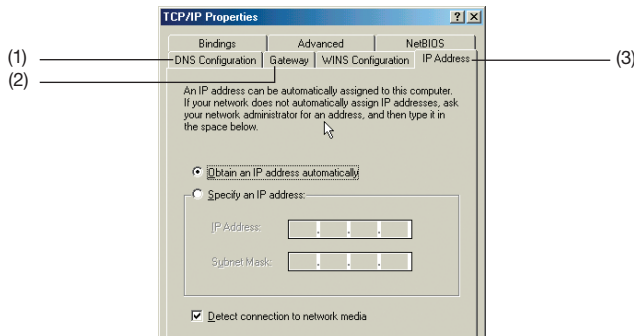 TCP/IP Properties
? ×
Bindings Advanced NetBIOS
(1) DNS Configuration Gateway WINS Configuration IP Address (3)
(2)
An IP address can be automatically assigned to this computer.
If your network does not automatically assign IP addresses, ask
your network administrator for an address, and then type it in
the space below.
Obtain an IP address automatically
Specify an IP address:
IP Address:
. . .
Subnet Mask:
. . .
Detect connection to network media